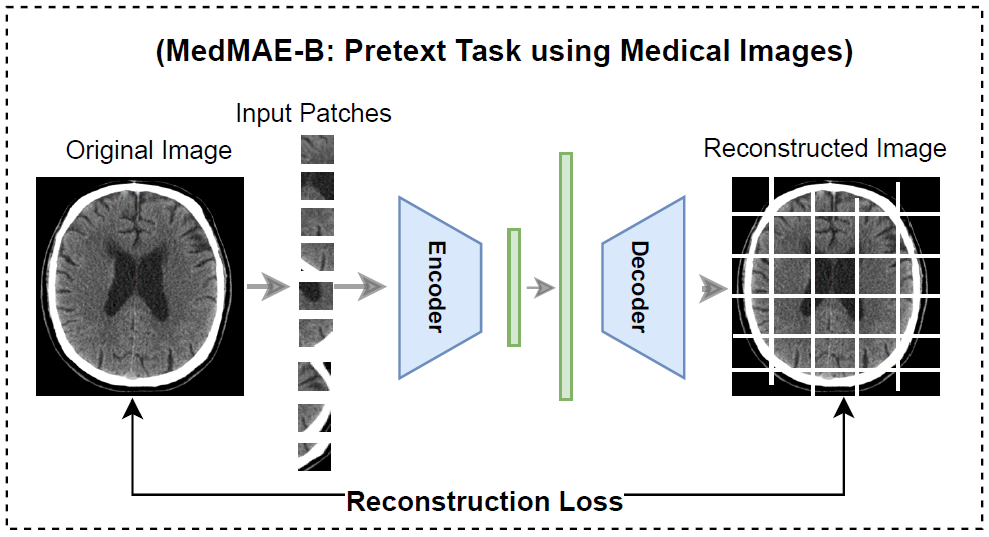 (MedMAE-B: Pretext Task using Medical Images)
Input Patches
Original Image
Reconstructed Image
Encoder
Decoder
Reconstruction Loss